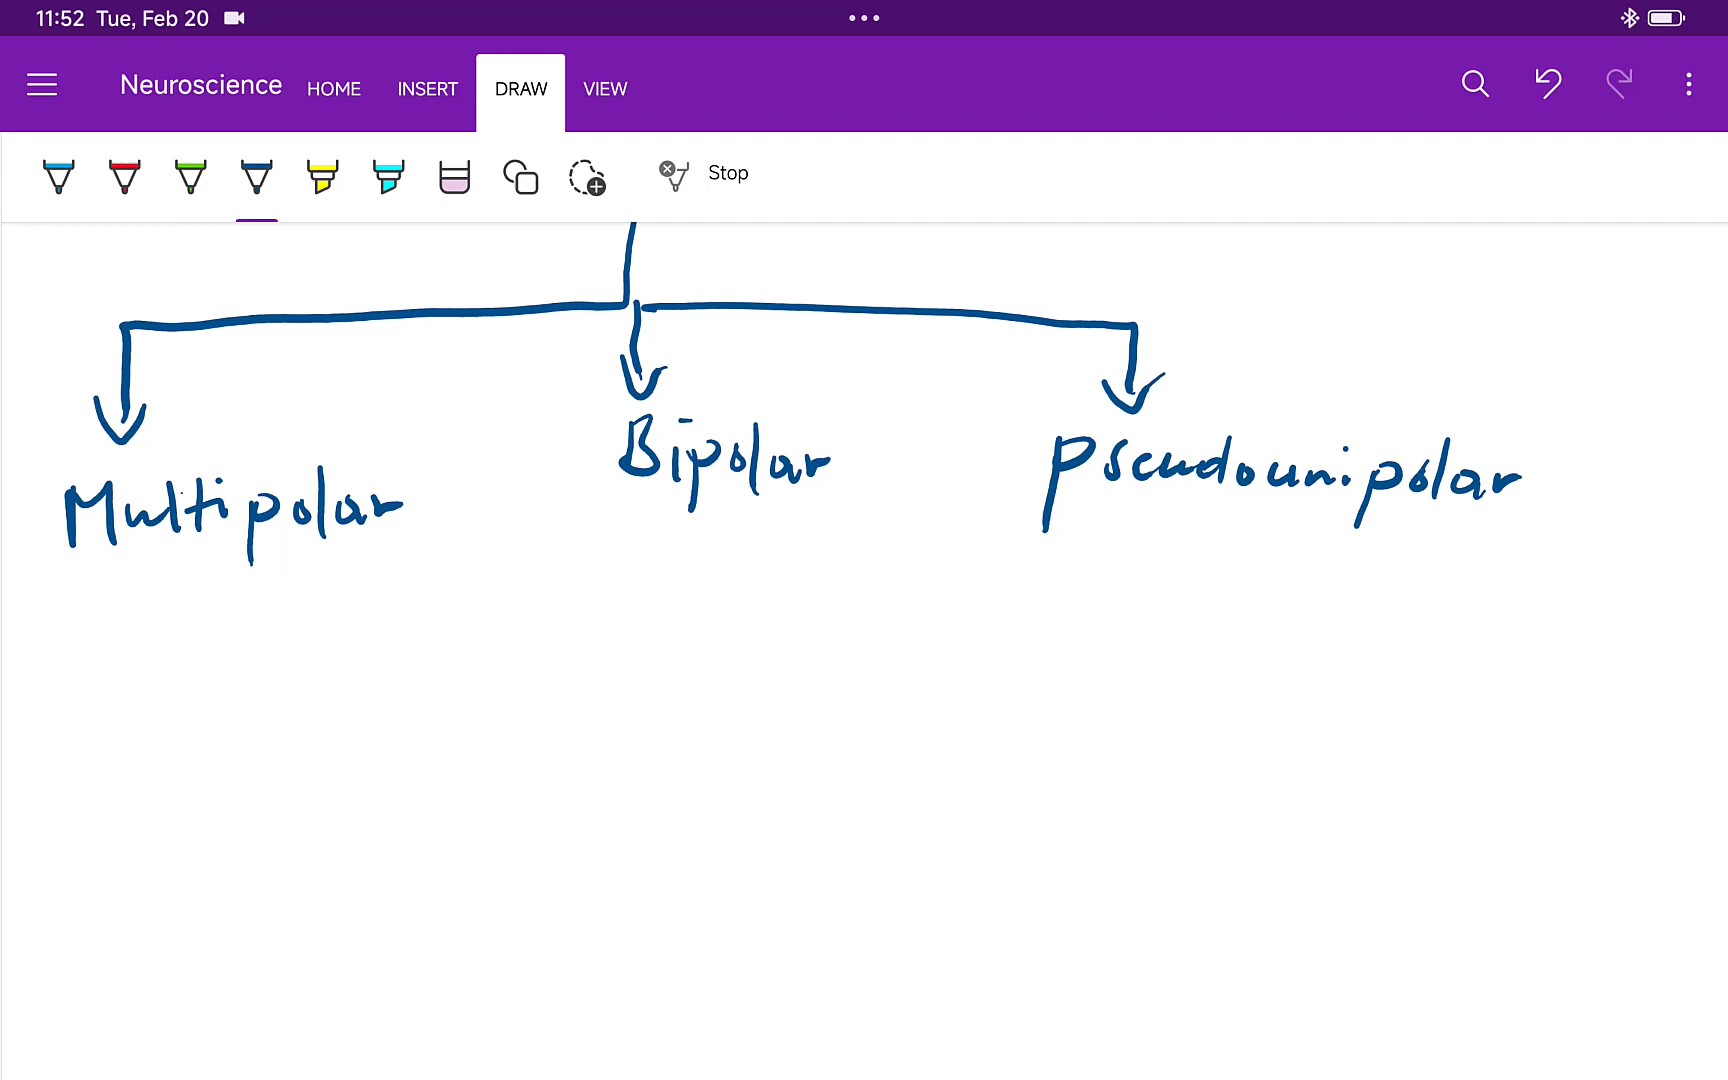 11:52 Tue, Feb 20
Neuroscience HOME INSERT DRAW VIEW
Stop
Multipolar Bipolar Pseudounipolar